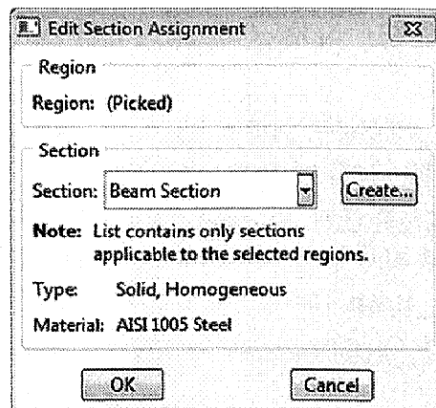 Edit Section Assignment
Region
Region: (Picked)
Section
Section: Beam Section Create...
Note: List contains only sections
applicable to the selected regions.
Type: Solid, Homogeneous
Material: AISI 1005 Steel
OK Cancel